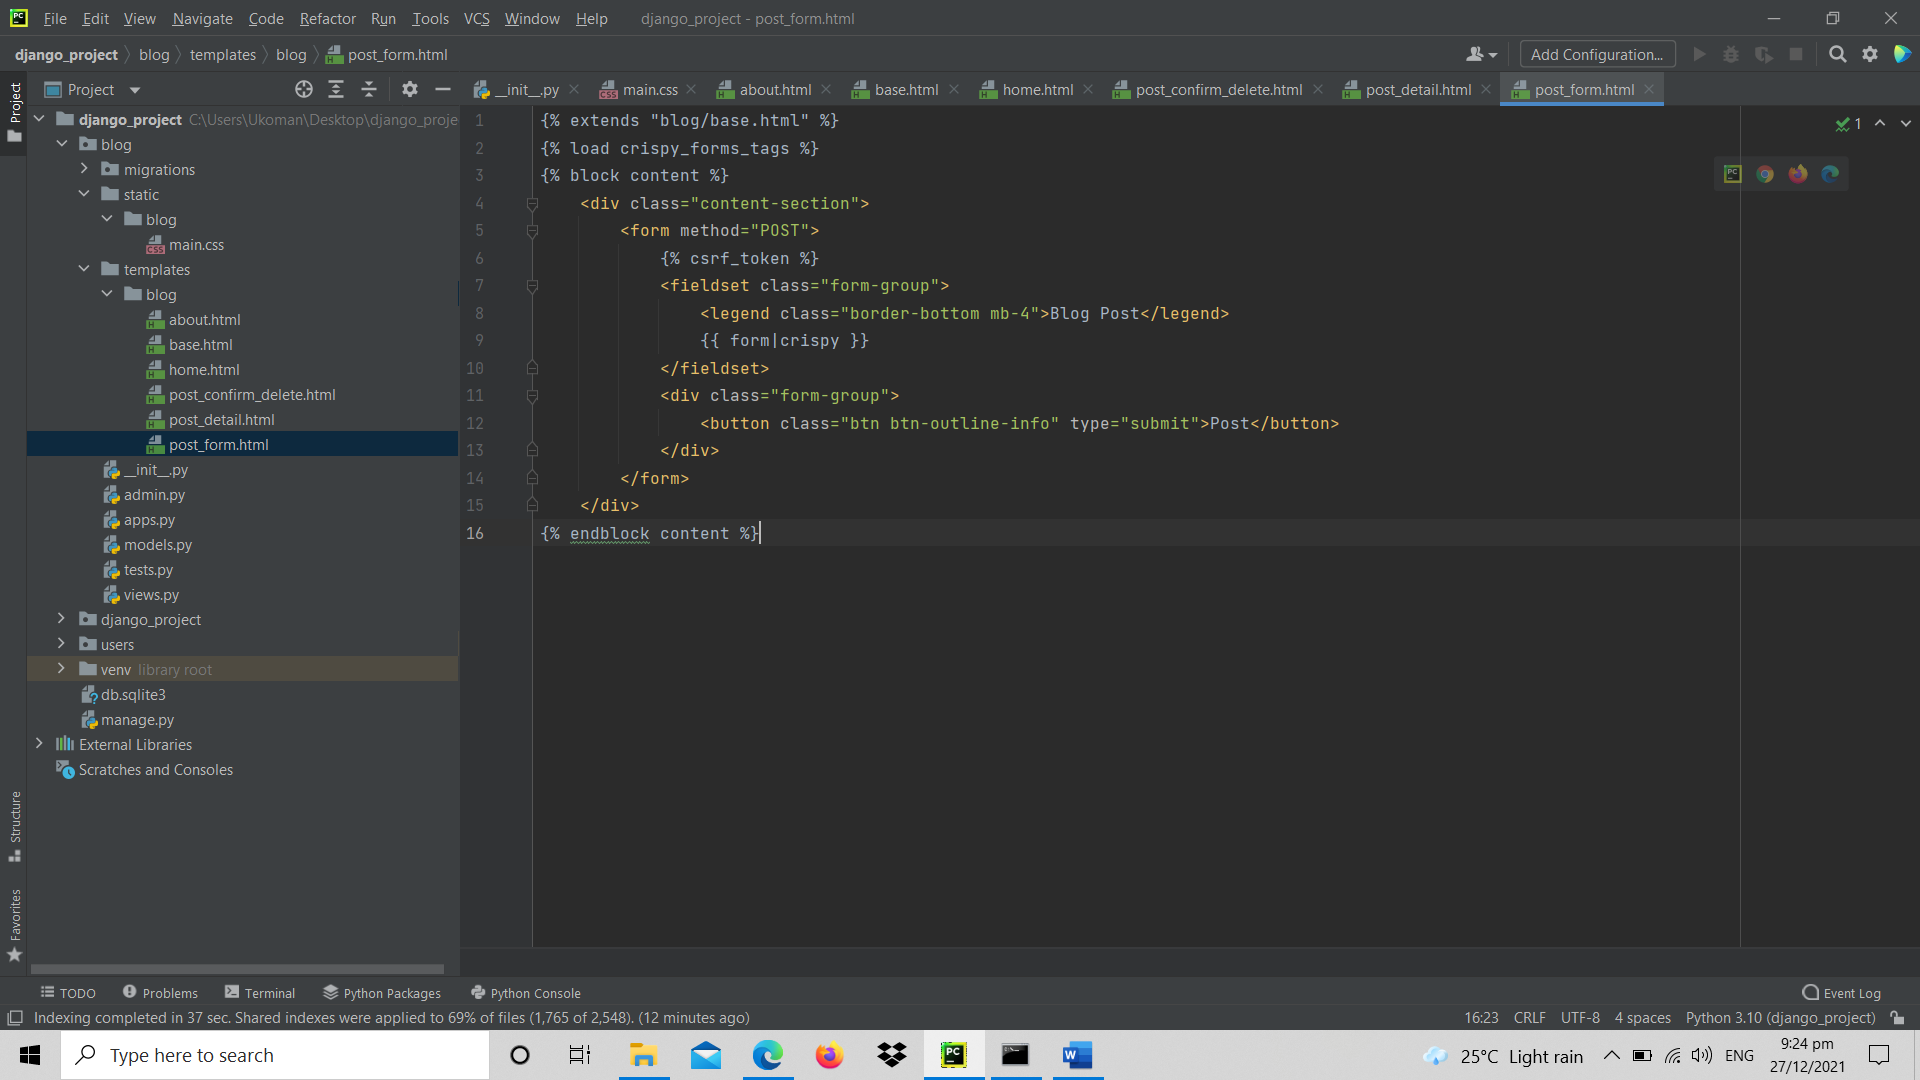 File Edit View Navigate Code Refactor Run Tools VCS Window Help django_project - post_form.html
django_project blog templates blog post_form.html Add Configuration...
Project
Project
__init__.py main.css about.html base.html home.html post_confirm_delete.html post_detail.html post_form.html
django_project C:\Users\Ukoman\Desktop\django_proje
blog
migrations
static
blog
main.css
templates
blog
about.html
base.html
home.html
post_confirm_delete.html
post_detail.html
post_form.html
__init__.py
admin.py
apps.py
models.py
tests.py
views.py
django_project
users
venv library root
db.sqlite3
manage.py
External Libraries
Scratches and Consoles
1 {% extends "blog/base.html" %}
2 {% load crispy_forms_tags %}
3 {% block content %}
4 <div class="content-section">
5 <form method="POST">
6 {% csrf_token %}
7 <fieldset class="form-group">
8 <legend class="border-bottom mb-4">Blog Post</legend>
9 {{ form|crispy }}
10 </fieldset>
11 <div class="form-group">
12 <button class="btn btn-outline-info" type="submit">Post</button>
13 </div>
14 </form>
15 </div>
16 {% endblock content %}
1
Structure
Favorites
TODO Problems Terminal Python Packages Python Console Event Log
Indexing completed in 37 sec. Shared indexes were applied to 69% of files (1,765 of 2,548). (12 minutes ago) 16:23 CRLF UTF-8 4 spaces Python 3.10 (django_project)
Type here to search 25°C Light rain ENG 9:24 pm
27/12/2021